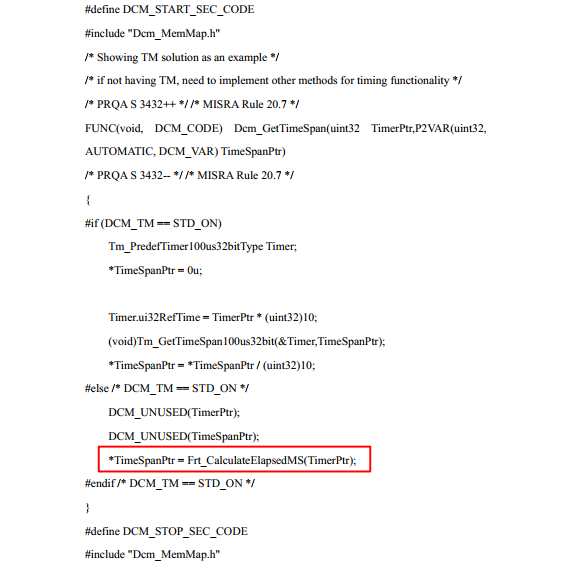 #define DCM_START_SEC_CODE
#include "Dcm_MemMap.h"
/* Showing TM solution as an example */
/* if not having TM, need to implement other methods for timing functionality */
/* PRQA S 3432++ */ /* MISRA Rule 20.7 */
FUNC(void, DCM_CODE) Dcm_GetTimeSpan(uint32 TimerPtr,P2VAR(uint32,
AUTOMATIC, DCM_VAR) TimeSpanPtr)
/* PRQA S 3432-- */ /* MISRA Rule 20.7 */
{
#if (DCM_TM == STD_ON)
Tm_PredefTimer100us32bitType Timer;
*TimeSpanPtr = 0u;
Timer.ui32RefTime = TimerPtr * (uint32)10;
(void)Tm_GetTimeSpan100us32bit(&Timer,TimeSpanPtr);
*TimeSpanPtr = *TimeSpanPtr / (uint32)10;
#else /* DCM_TM == STD_ON */
DCM_UNUSED(TimerPtr);
DCM_UNUSED(TimeSpanPtr);
*TimeSpanPtr = Frt_CalculateElapsedMS(TimerPtr);
#endif /* DCM_TM == STD_ON */
}
#define DCM_STOP_SEC_CODE
#include "Dcm_MemMap.h"